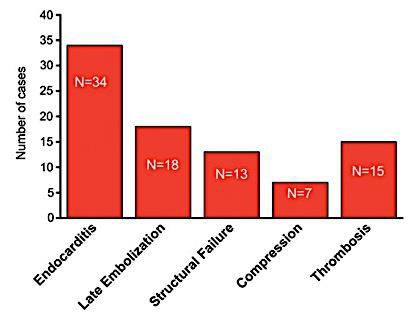 40
35
30
25
20
15
10
5
0
Number of cases
N=34
N=18
N=13
N=7
N=15
Endocarditis
Late Embolization
Structural Failure
Compression
Thrombosis